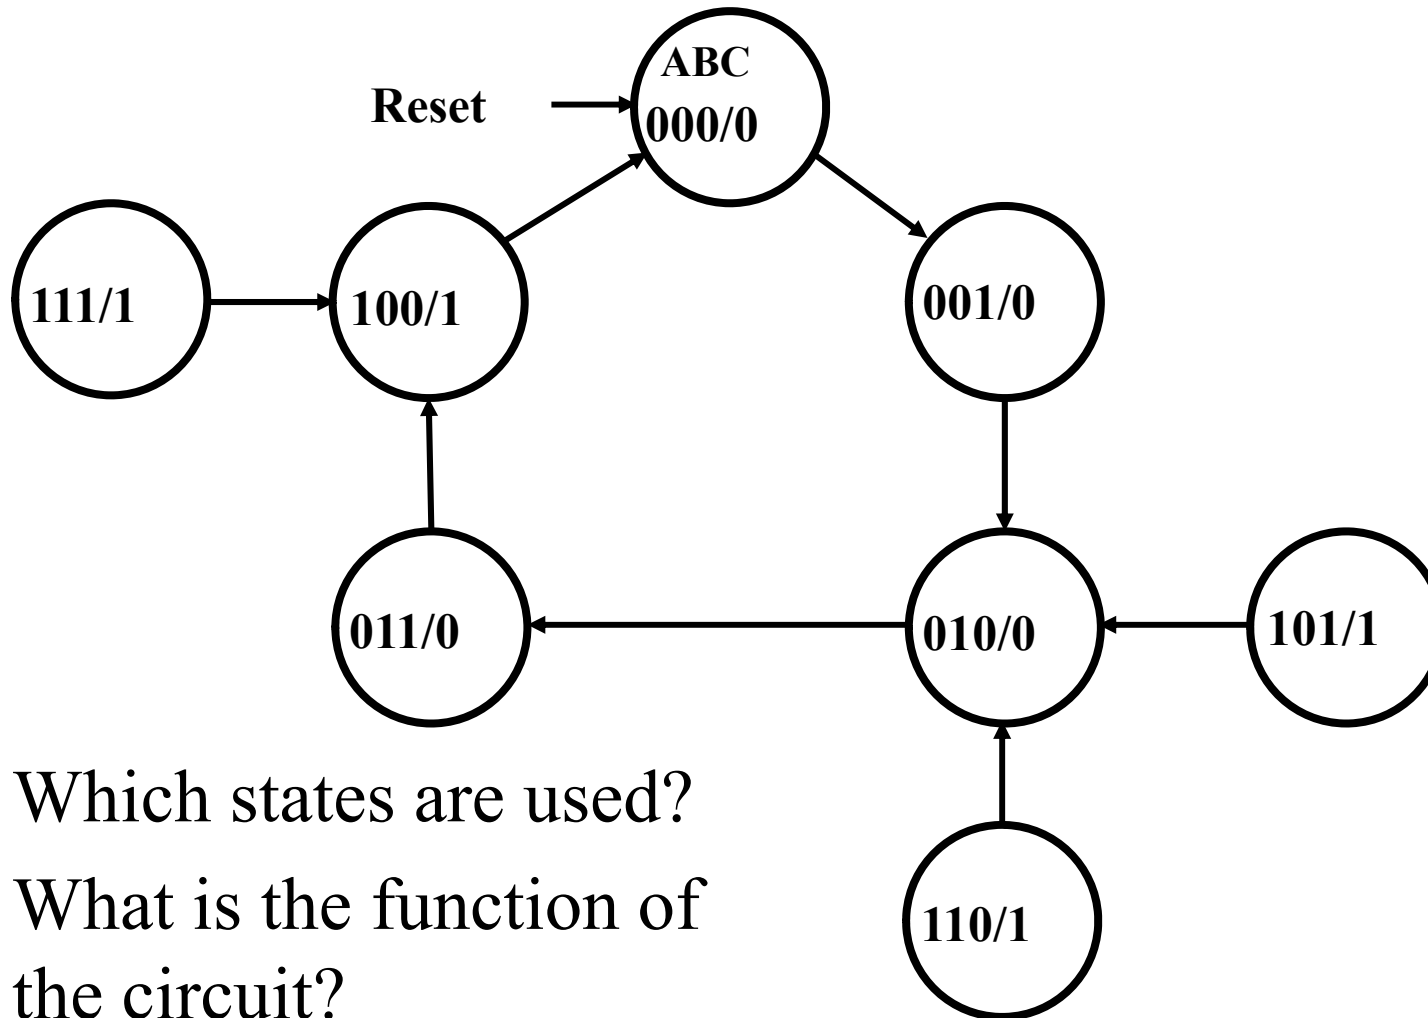 ABC
Reset
000/0
111/1
100/1
001/0
011/0
010/0
101/1
Which states are used?
What is the function of
the circuit?
110/1